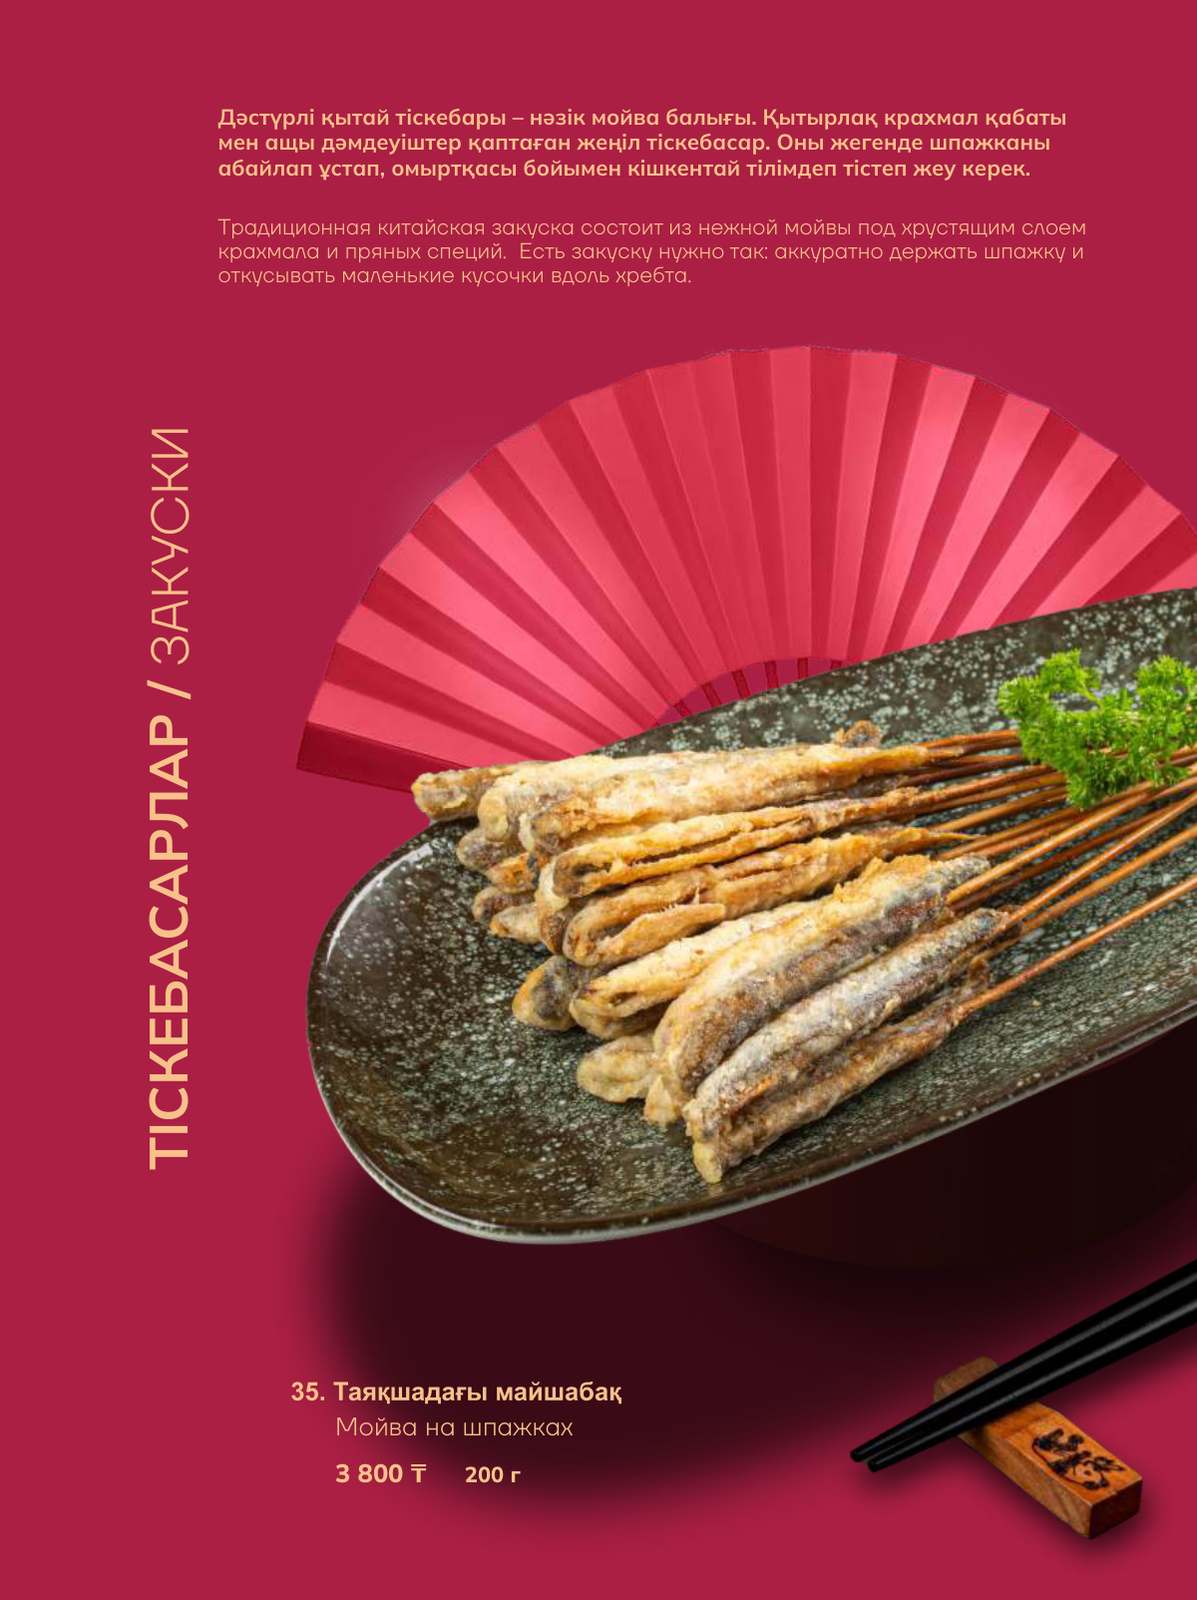 Дәстүрлі қытай тіскебары – нәзік мойва балығы. Қытырлақ крахмал қабаты
мен ащы дәмдеуіштер қаптаған жеңіл тіскебасар. Оны жегенде шпажканы
абайлап ұстап, омыртқасы бойымен кішкентай тілімдеп тістеп жеу керек.
Традиционная китайская закуска состоит из нежной мойвы под хрустящим слоем
крахмала и пряных специй. Есть закуску нужно так: аккуратно держать шпажку и
откусывать маленькие кусочки вдоль хребта.
ТІСКЕБАСАРЛАР / ЗАКУСКИ
35. Таяқшадағы майшабақ
Мойва на шпажках
3 800 ₸ 200 г